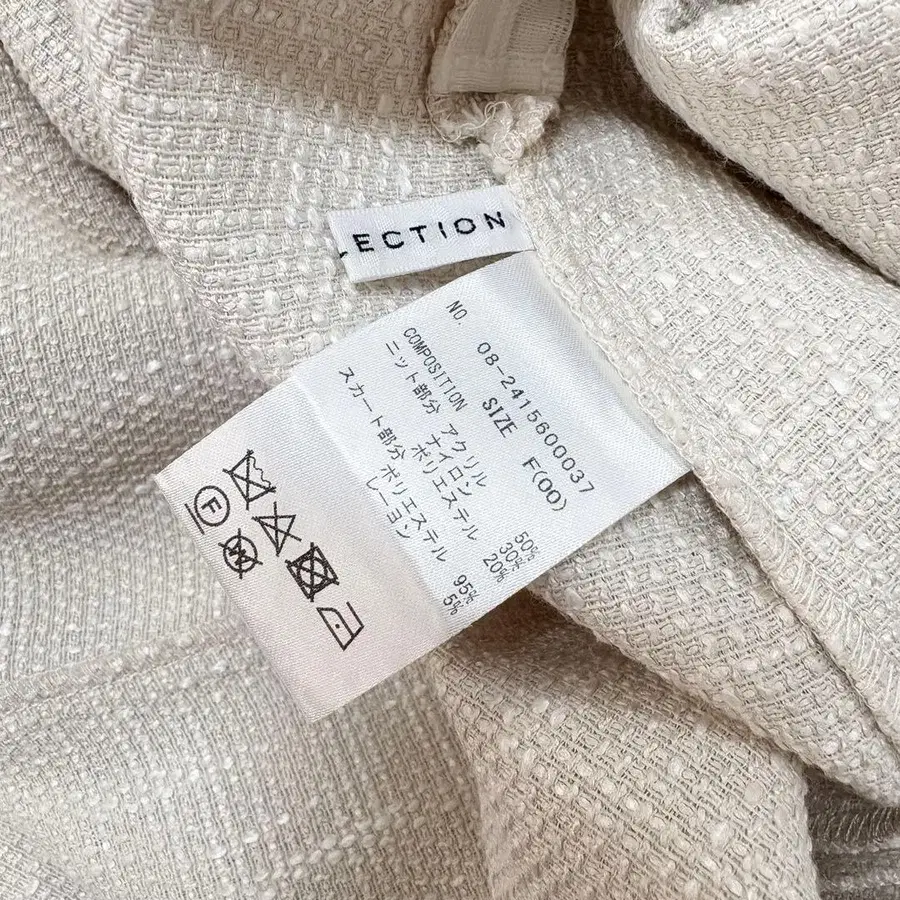 LECTION
NO. 08-2415600037
SIZE F(00)
COMPOSITION
ニット部分 アクリル 50%
ナイロン 30%
ポリエステル 20%
スカート部分 ポリエステル 95%
レーヨン 5%
F
W